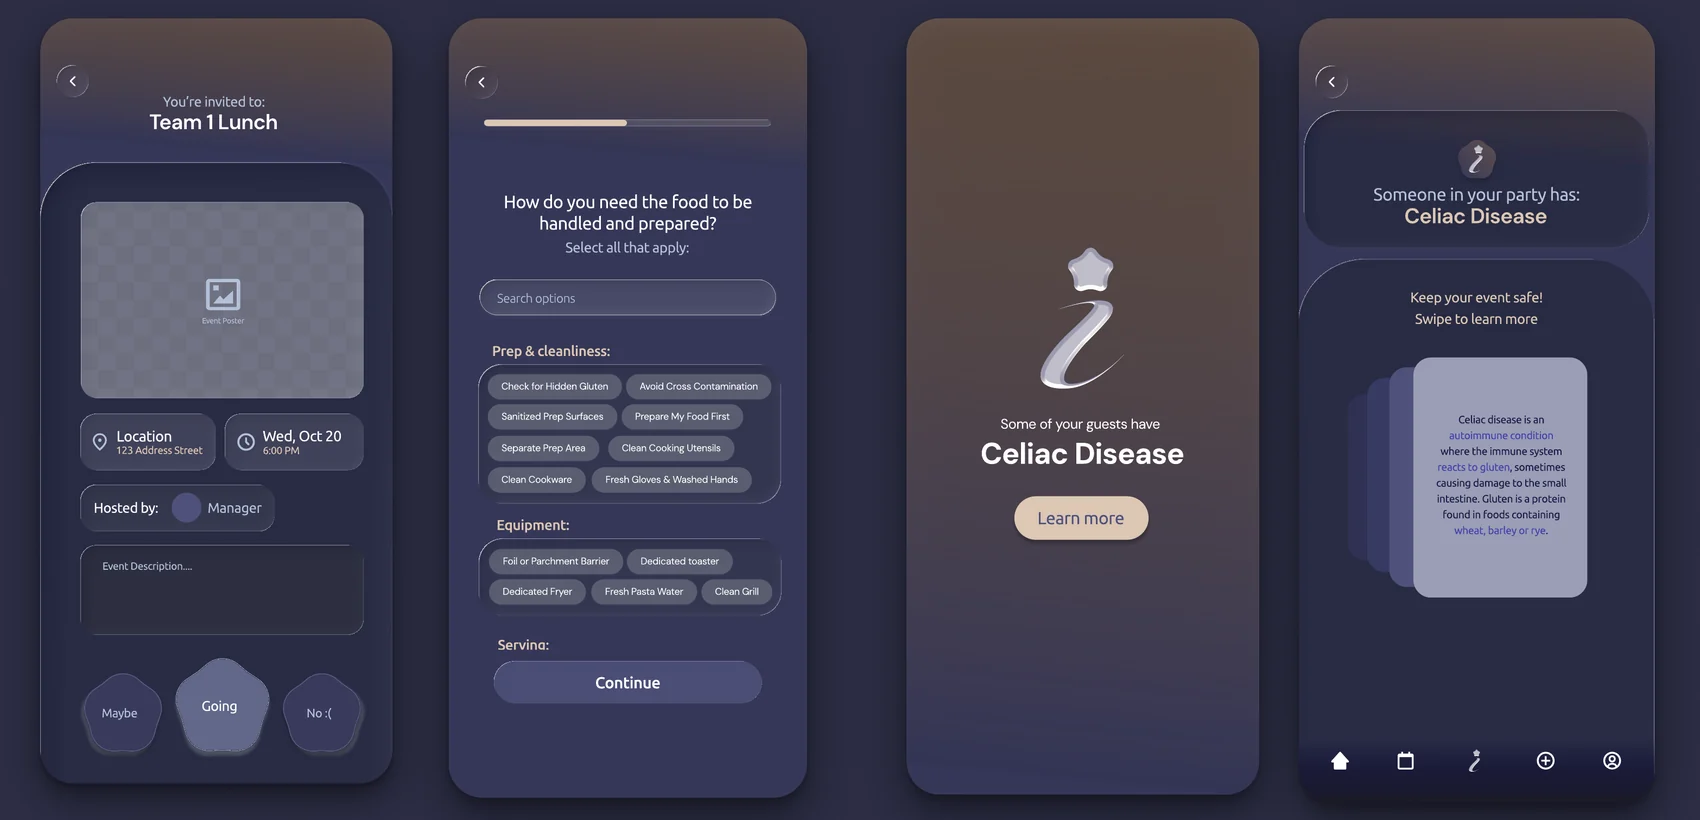 You're invited to:
Team 1 Lunch
Event Poster
Location
123 Address Street
Wed, Oct 20
6:00 PM
Hosted by:
Manager
Event Description....
Maybe
Going
No :(
How do you need the food to be
handled and prepared?
Select all that apply:
Search options
Prep & cleanliness:
Check for Hidden Gluten
Avoid Cross Contamination
Sanitized Prep Surfaces
Prepare My Food First
Separate Prep Area
Clean Cooking Utensils
Clean Cookware
Fresh Gloves & Washed Hands
Equipment:
Foil or Parchment Barrier
Dedicated toaster
Dedicated Fryer
Fresh Pasta Water
Clean Grill
Serving:
Continue
Some of your guests have
Celiac Disease
Learn more
Someone in your party has:
Celiac Disease
Keep your event safe!
Swipe to learn more
Celiac disease is an
autoimmune condition
where the immune system
reacts to gluten, sometimes
causing damage to the small
intestine. Gluten is a protein
found in foods containing
wheat, barley or rye.